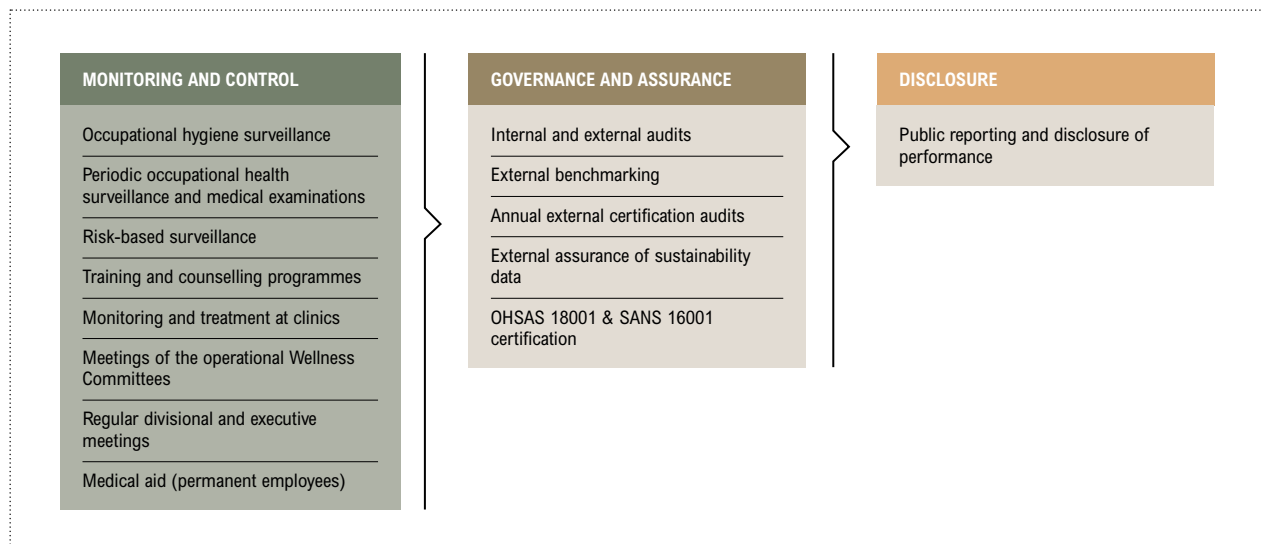 MONITORING AND CONTROL
Occupational hygiene surveillance
Periodic occupational health
surveillance and medical examinations
Risk-based surveillance
Training and counselling programmes
Monitoring and treatment at clinics
Meetings of the operational Wellness
Committees
Regular divisional and executive
meetings
Medical aid (permanent employees)
GOVERNANCE AND ASSURANCE
Internal and external audits
External benchmarking
Annual external certification audits
External assurance of sustainability
data
OHSAS 18001 & SANS 16001
certification
DISCLOSURE
Public reporting and disclosure of
performance